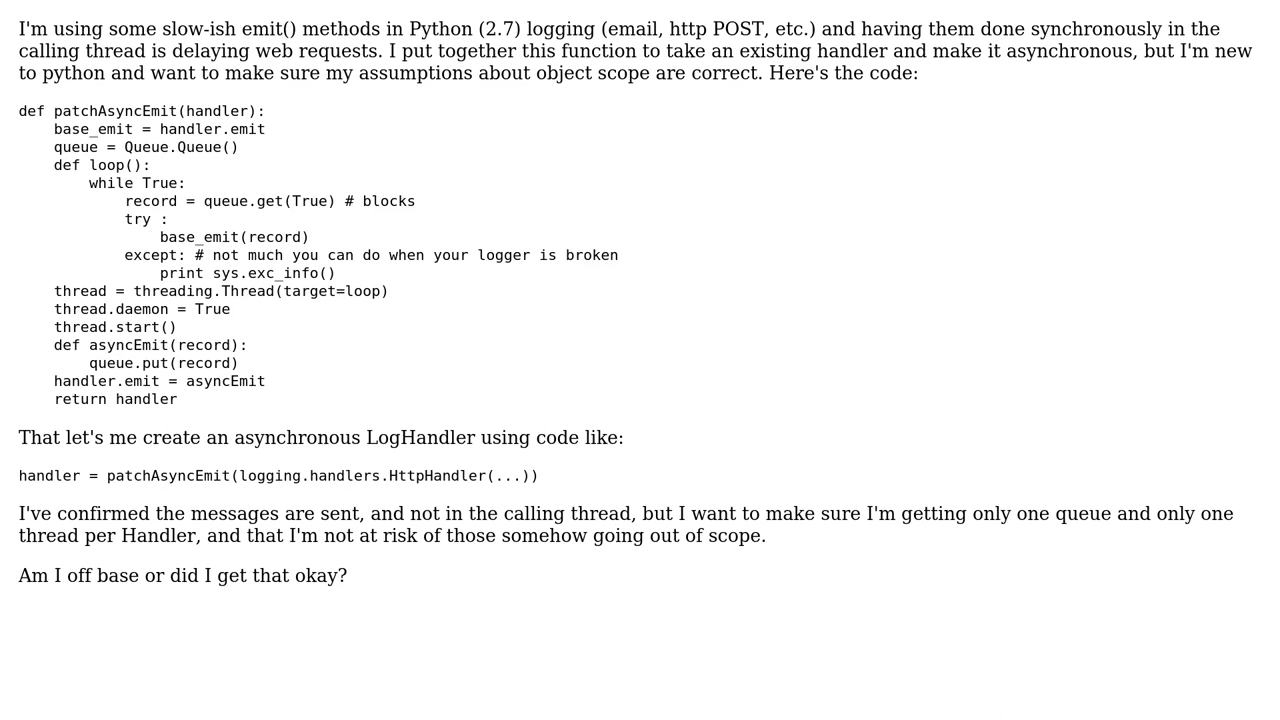 I'm using some slow-ish emit() methods in Python (2.7) logging (email, http POST, etc.) and having them done synchronously in the
calling thread is delaying web requests. I put together this function to take an existing handler and make it asynchronous, but I'm new
to python and want to make sure my assumptions about object scope are correct. Here's the code:
def patchAsyncEmit(handler):
    base_emit = handler.emit
    queue = Queue.Queue()
    def loop():
        while True:
            record = queue.get(True) # blocks
            try :
                base_emit(record)
            except: # not much you can do when your logger is broken
                print sys.exc_info()
    thread = threading.Thread(target=loop)
    thread.daemon = True
    thread.start()
    def asyncEmit(record):
        queue.put(record)
    handler.emit = asyncEmit
    return handler
That let's me create an asynchronous LogHandler using code like:
handler = patchAsyncEmit(logging.handlers.HttpHandler(...))
I've confirmed the messages are sent, and not in the calling thread, but I want to make sure I'm getting only one queue and only one
thread per Handler, and that I'm not at risk of those somehow going out of scope.
Am I off base or did I get that okay?